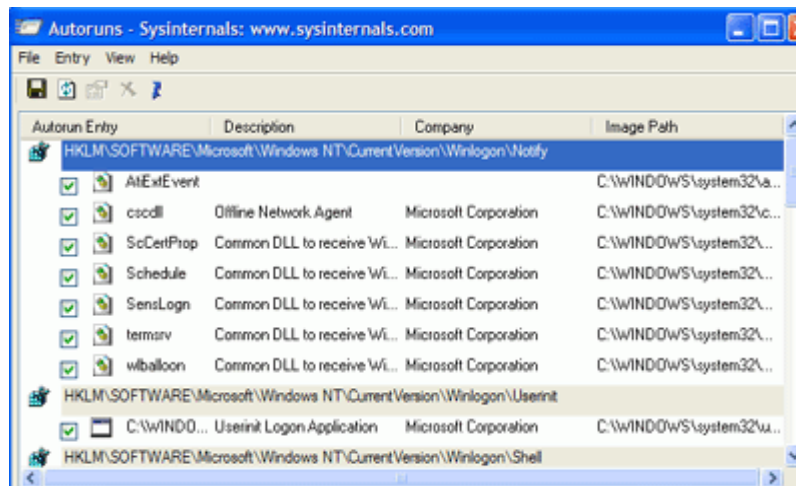 Autoruns - Sysinternals: www.sysinternals.com
File Entry View Help
Autorun Entry Description Company Image Path
HKLM\SOFTWARE\Microsoft\Windows NT\CurrentVersion\Winlogon\Notify
AtiExtEvent C:\WINDOWS\system32\a...
cscdll Offline Network Agent Microsoft Corporation C:\WINDOWS\system32\c...
ScCertProp Common DLL to receive Wi... Microsoft Corporation C:\WINDOWS\system32\...
Schedule Common DLL to receive Wi... Microsoft Corporation C:\WINDOWS\system32\...
SensLogn Common DLL to receive Wi... Microsoft Corporation C:\WINDOWS\system32\...
termsrv Common DLL to receive Wi... Microsoft Corporation C:\WINDOWS\system32\...
wlballoon Common DLL to receive Wi... Microsoft Corporation C:\WINDOWS\system32\...
HKLM\SOFTWARE\Microsoft\Windows NT\CurrentVersion\Winlogon\Userinit
C:\WINDO... Userinit Logon Application Microsoft Corporation C:\WINDOWS\system32\u...
HKLM\SOFTWARE\Microsoft\Windows NT\CurrentVersion\Winlogon\Shell